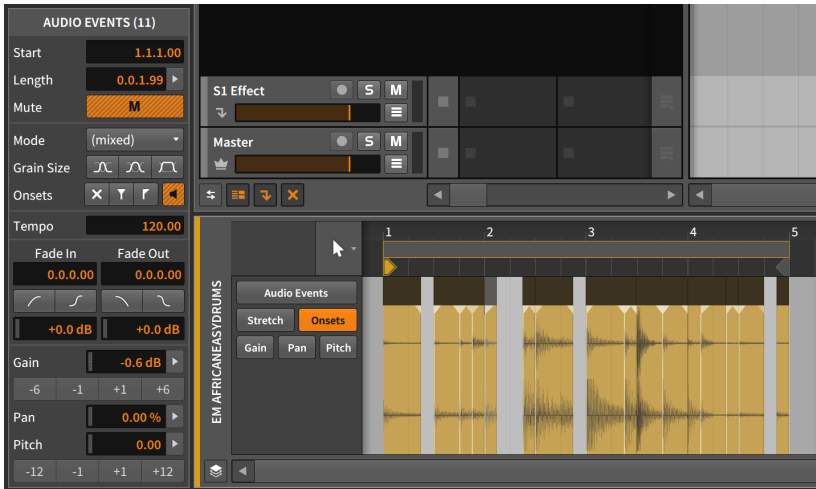 AUDIO EVENTS (11)
Start 1.1.1.00
Length 0.0.1.99
Mute M
Mode (mixed)
Grain Size
Onsets
Tempo 120.00
Fade In Fade Out
0.0.0.00 0.0.0.00
+0.0 dB +0.0 dB
Gain -0.6 dB
-6 -1 +1 +6
Pan 0.00 %
Pitch 0.00
-12 -1 +1 +12
S1 Effect S M
Master S M
1 2 3 4 5
EM AFRICANEASYDRUMS
Audio Events
Stretch Onsets
Gain Pan Pitch